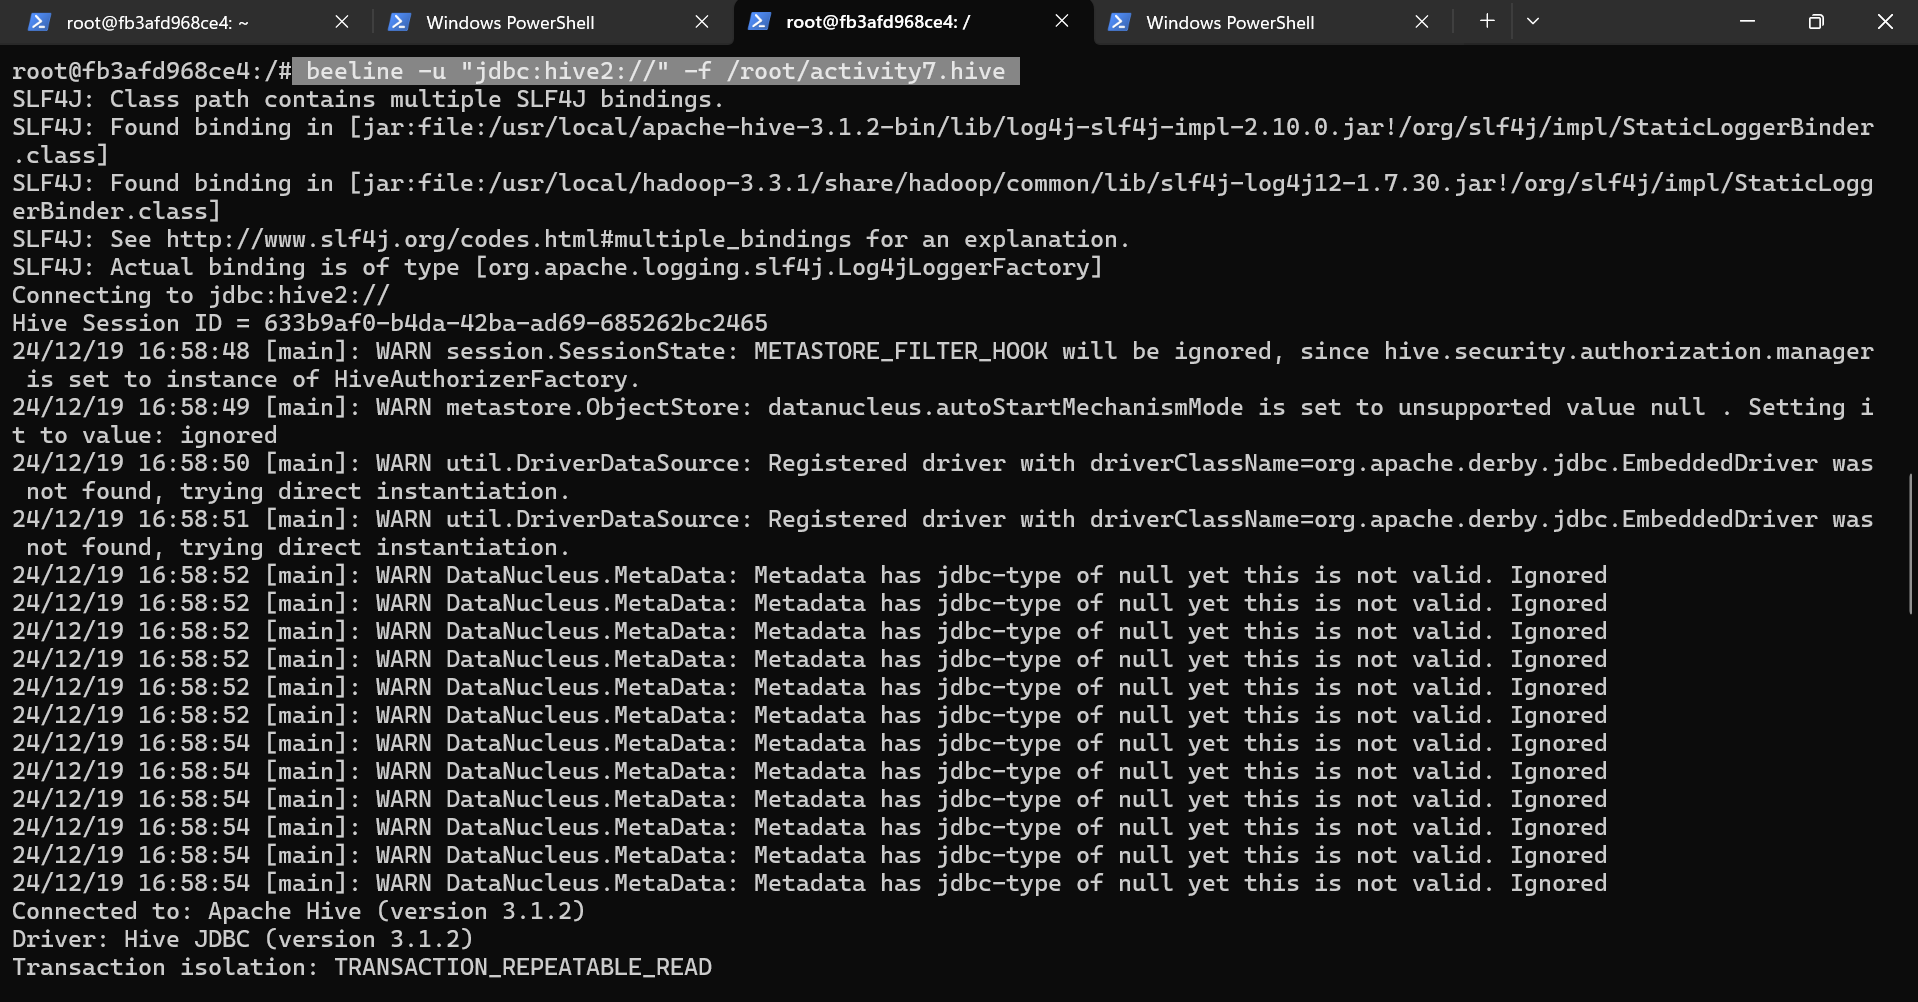 root@fb3afd968ce4: ~
Windows PowerShell
root@fb3afd968ce4: /
Windows PowerShell
root@fb3afd968ce4:/# beeline -u "jdbc:hive2://" -f /root/activity7.hive
SLF4J: Class path contains multiple SLF4J bindings.
SLF4J: Found binding in [jar:file:/usr/local/apache-hive-3.1.2-bin/lib/log4j-slf4j-impl-2.10.0.jar!/org/slf4j/impl/StaticLoggerBinder
.class]
SLF4J: Found binding in [jar:file:/usr/local/hadoop-3.3.1/share/hadoop/common/lib/slf4j-log4j12-1.7.30.jar!/org/slf4j/impl/StaticLogg
erBinder.class]
SLF4J: See http://www.slf4j.org/codes.html#multiple_bindings for an explanation.
SLF4J: Actual binding is of type [org.apache.logging.slf4j.Log4jLoggerFactory]
Connecting to jdbc:hive2://
Hive Session ID = 633b9af0-b4da-42ba-ad69-685262bc2465
24/12/19 16:58:48 [main]: WARN session.SessionState: METASTORE_FILTER_HOOK will be ignored, since hive.security.authorization.manager
 is set to instance of HiveAuthorizerFactory.
24/12/19 16:58:49 [main]: WARN metastore.ObjectStore: datanucleus.autoStartMechanismMode is set to unsupported value null . Setting i
t to value: ignored
24/12/19 16:58:50 [main]: WARN util.DriverDataSource: Registered driver with driverClassName=org.apache.derby.jdbc.EmbeddedDriver was
 not found, trying direct instantiation.
24/12/19 16:58:51 [main]: WARN util.DriverDataSource: Registered driver with driverClassName=org.apache.derby.jdbc.EmbeddedDriver was
 not found, trying direct instantiation.
24/12/19 16:58:52 [main]: WARN DataNucleus.MetaData: Metadata has jdbc-type of null yet this is not valid. Ignored
24/12/19 16:58:52 [main]: WARN DataNucleus.MetaData: Metadata has jdbc-type of null yet this is not valid. Ignored
24/12/19 16:58:52 [main]: WARN DataNucleus.MetaData: Metadata has jdbc-type of null yet this is not valid. Ignored
24/12/19 16:58:52 [main]: WARN DataNucleus.MetaData: Metadata has jdbc-type of null yet this is not valid. Ignored
24/12/19 16:58:52 [main]: WARN DataNucleus.MetaData: Metadata has jdbc-type of null yet this is not valid. Ignored
24/12/19 16:58:52 [main]: WARN DataNucleus.MetaData: Metadata has jdbc-type of null yet this is not valid. Ignored
24/12/19 16:58:54 [main]: WARN DataNucleus.MetaData: Metadata has jdbc-type of null yet this is not valid. Ignored
24/12/19 16:58:54 [main]: WARN DataNucleus.MetaData: Metadata has jdbc-type of null yet this is not valid. Ignored
24/12/19 16:58:54 [main]: WARN DataNucleus.MetaData: Metadata has jdbc-type of null yet this is not valid. Ignored
24/12/19 16:58:54 [main]: WARN DataNucleus.MetaData: Metadata has jdbc-type of null yet this is not valid. Ignored
24/12/19 16:58:54 [main]: WARN DataNucleus.MetaData: Metadata has jdbc-type of null yet this is not valid. Ignored
24/12/19 16:58:54 [main]: WARN DataNucleus.MetaData: Metadata has jdbc-type of null yet this is not valid. Ignored
Connected to: Apache Hive (version 3.1.2)
Driver: Hive JDBC (version 3.1.2)
Transaction isolation: TRANSACTION_REPEATABLE_READ